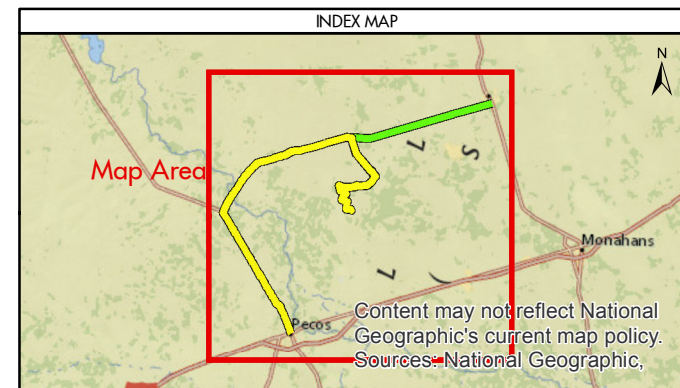 INDEX MAP
N
Map Area
L
S
Monahans
L
Content may not reflect National
Pecos
Geographic's current map policy.
Sources: National Geographic,